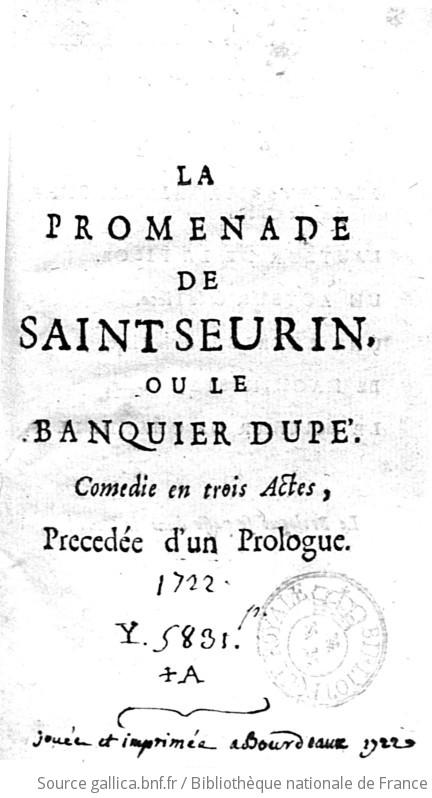 LA
PROMENADE
DE
SAINT SEURIN,
OU LE
BANQUIER DUPE'.
Comedie en trois Actes,
Precedée d'un Prologue.
1722.
Y. 5831.
+A
jouée et imprimée a Bourdeaux 1722
Source gallica.bnf.fr / Bibliothèque nationale de France